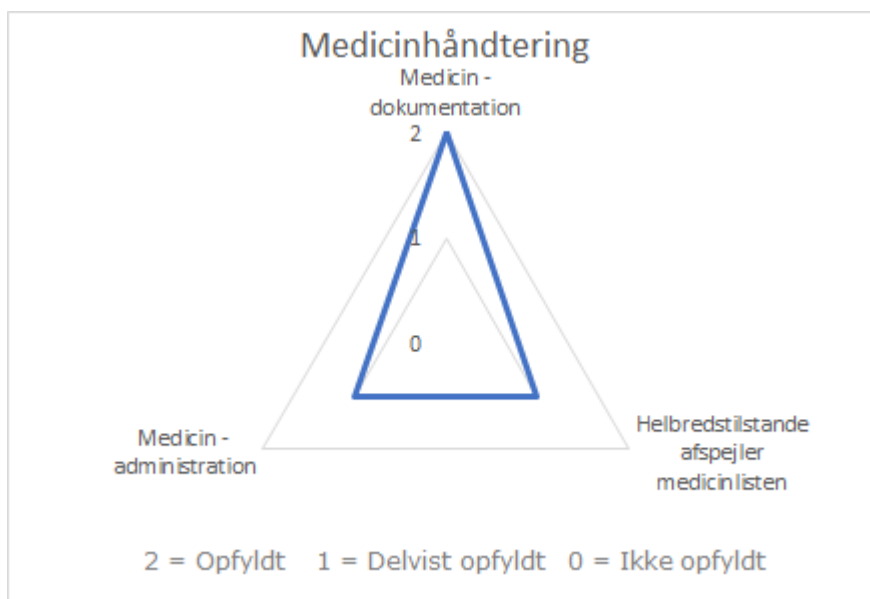 Medicinhåndtering
Medicin -
dokumentation
2
1
0
Helbredstilstande
afspejler
medicinlisten
Medicin -
administration
2 = Opfyldt 1 = Delvist opfyldt 0 = Ikke opfyldt